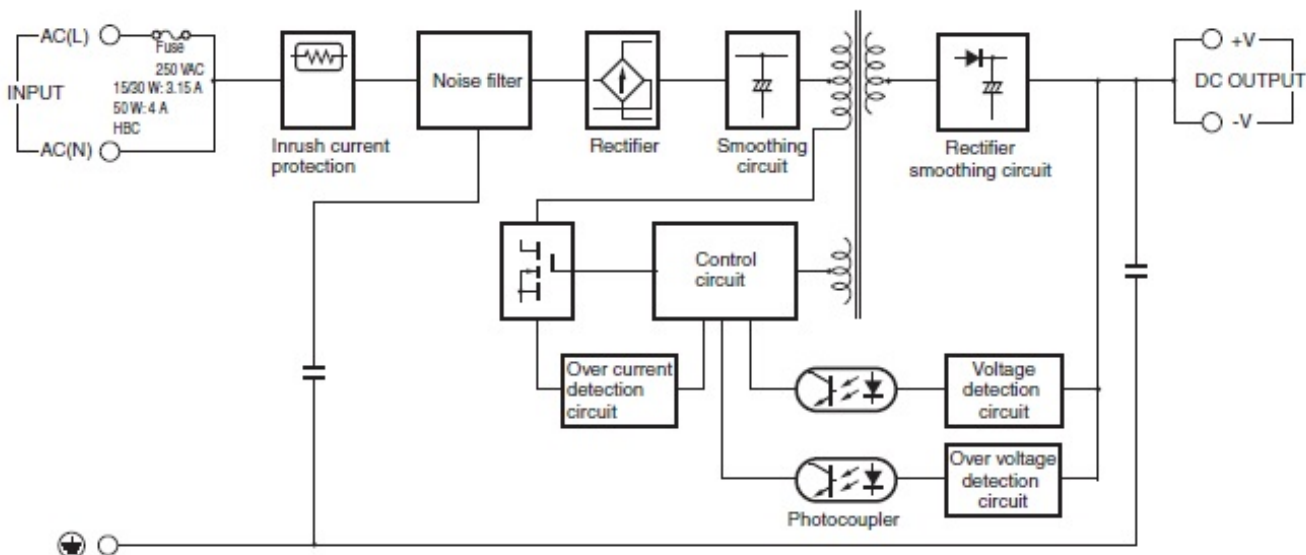 AC(L)
Fuse
250 VAC
15/30 W: 3.15 A
50 W: 4 A
HBC
INPUT
AC(N)
Inrush current
protection
Noise filter
Rectifier
Smoothing
circuit
Rectifier
smoothing circuit
+V
DC OUTPUT
-V
Control
circuit
Over current
detection
circuit
Voltage
detection
circuit
Over voltage
detection
circuit
Photocoupler